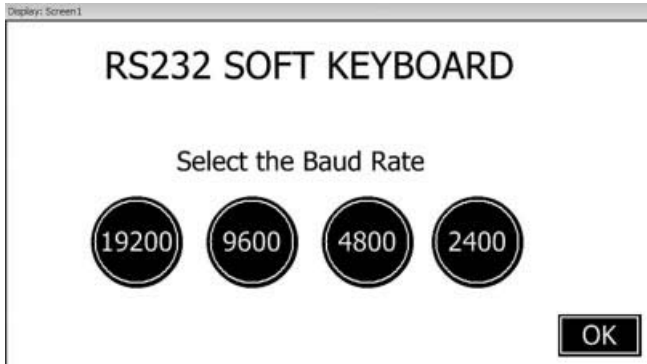 Display: Screen1
RS232 SOFT KEYBOARD
Select the Baud Rate
19200 9600 4800 2400
OK